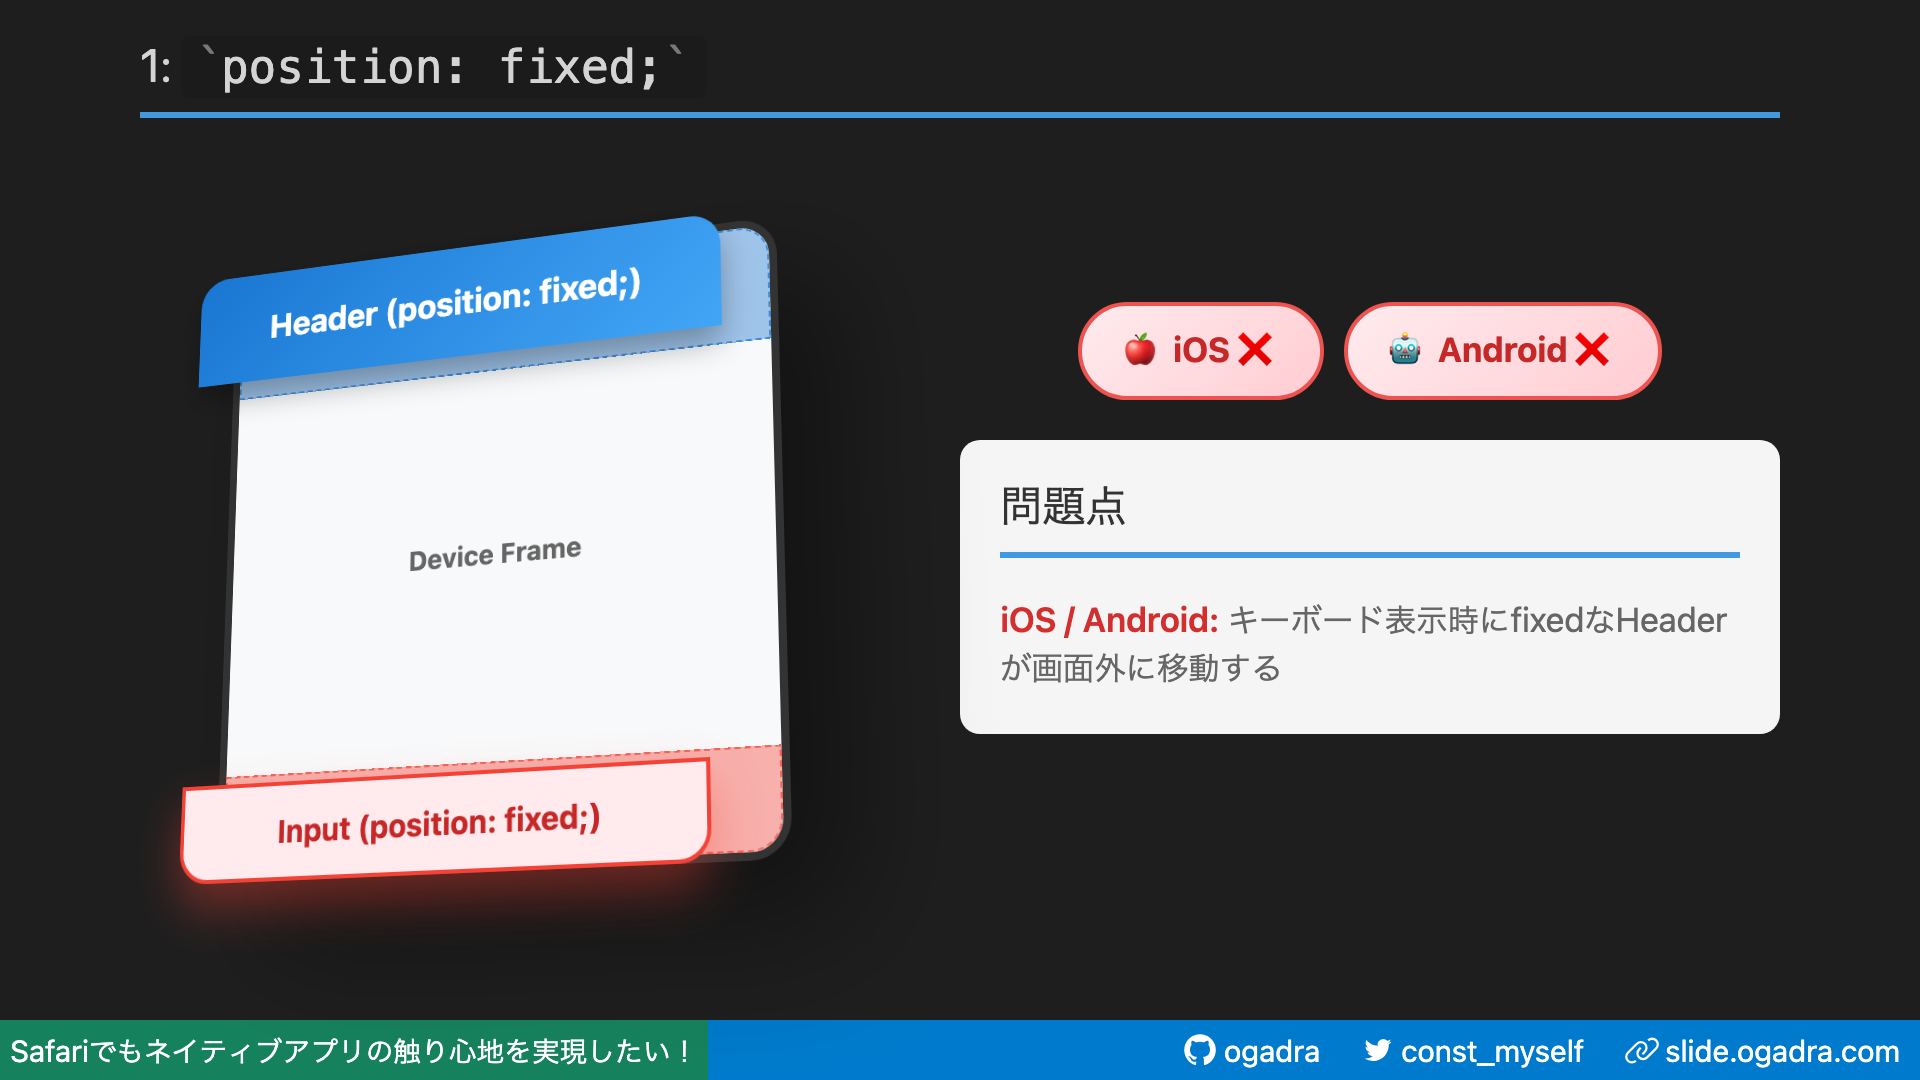 1: `position: fixed;`
Header (position: fixed;)
Device Frame
Input (position: fixed;)
iOS❌
Android❌
問題点
iOS / Android: キーボード表示時にfixedなHeader
が画面外に移動する
Safariでもネイティブアプリの触り心地を実現したい！
ogadra
const_myself
slide.ogadra.com